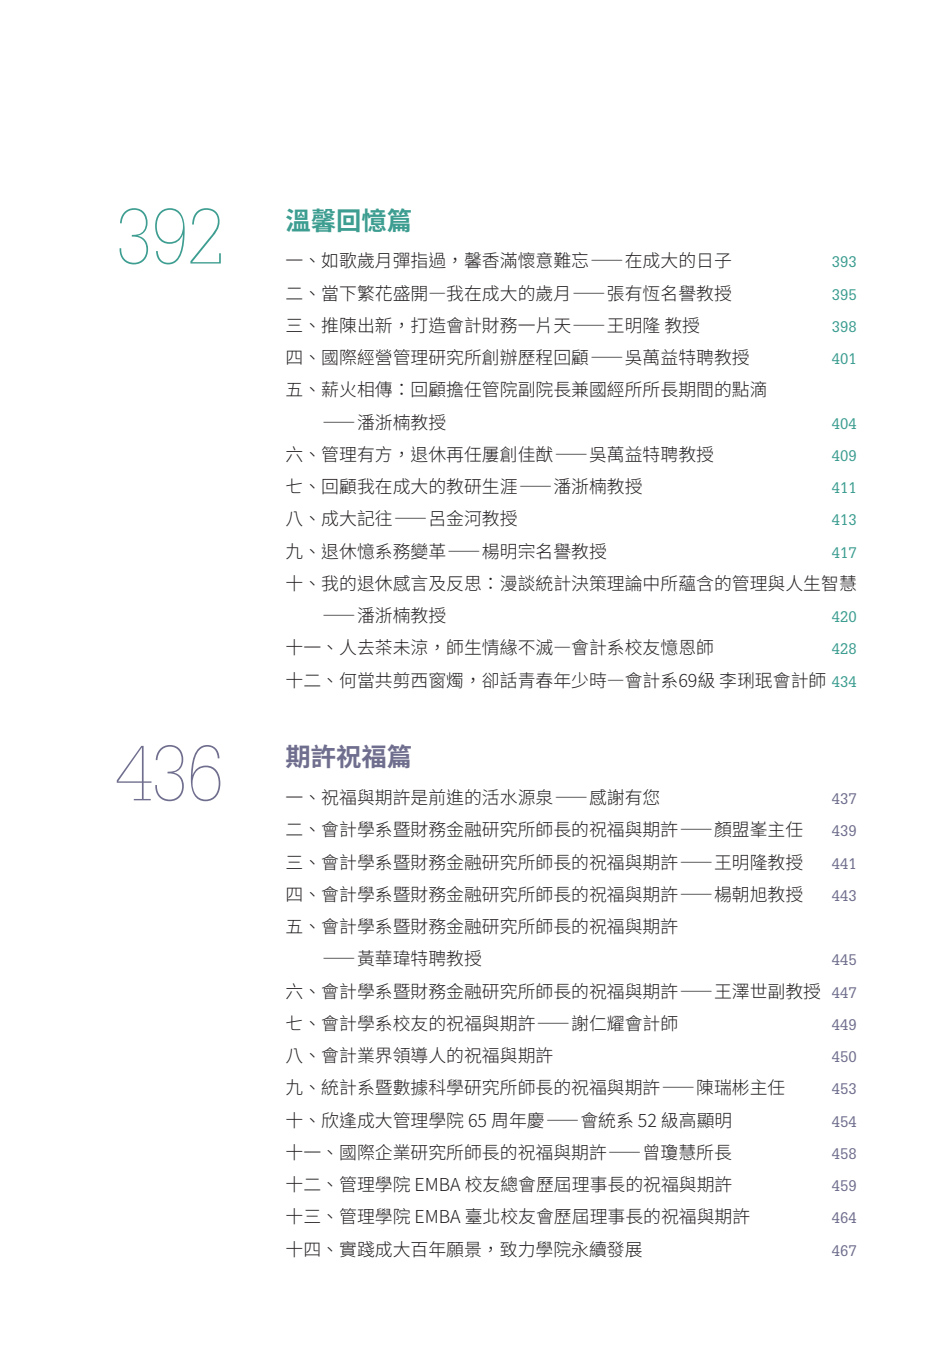 392 溫馨回憶篇
一、如歌歲月彈指過，馨香滿懷意難忘——在成大的日子 393
二、當下繁花盛開—我在成大的歲月——張有恆名譽教授 395
三、推陳出新，打造會計財務一片天——王明隆 教授 398
四、國際經營管理研究所創辦歷程回顧——吳萬益特聘教授 401
五、薪火相傳：回顧擔任管院副院長兼國經所所長期間的點滴
——潘浙楠教授 404
六、管理有方，退休再任屢創佳猷——吳萬益特聘教授 409
七、回顧我在成大的教研生涯——潘浙楠教授 411
八、成大記往——呂金河教授 413
九、退休憶系務變革——楊明宗名譽教授 417
十、我的退休感言及反思：漫談統計決策理論中所蘊含的管理與人生智慧
——潘浙楠教授 420
十一、人去茶未涼，師生情緣不滅—會計系校友憶恩師 428
十二、何當共剪西窗燭，卻話青春年少時—會計系69級 李琍珉會計師 434
436 期許祝福篇
一、祝福與期許是前進的活水源泉——感謝有您 437
二、會計學系暨財務金融研究所師長的祝福與期許——顏盟峯主任 439
三、會計學系暨財務金融研究所師長的祝福與期許——王明隆教授 441
四、會計學系暨財務金融研究所師長的祝福與期許——楊朝旭教授 443
五、會計學系暨財務金融研究所師長的祝福與期許
——黃華瑋特聘教授 445
六、會計學系暨財務金融研究所師長的祝福與期許——王澤世副教授 447
七、會計學系校友的祝福與期許——謝仁耀會計師 449
八、會計業界領導人的祝福與期許 450
九、統計系暨數據科學研究所師長的祝福與期許——陳瑞彬主任 453
十、欣逢成大管理學院 65 周年慶——會統系 52 級高顯明 454
十一、國際企業研究所師長的祝福與期許——曾瓊慧所長 458
十二、管理學院 EMBA 校友總會歷屆理事長的祝福與期許 459
十三、管理學院 EMBA 臺北校友會歷屆理事長的祝福與期許 464
十四、實踐成大百年願景，致力學院永續發展 467